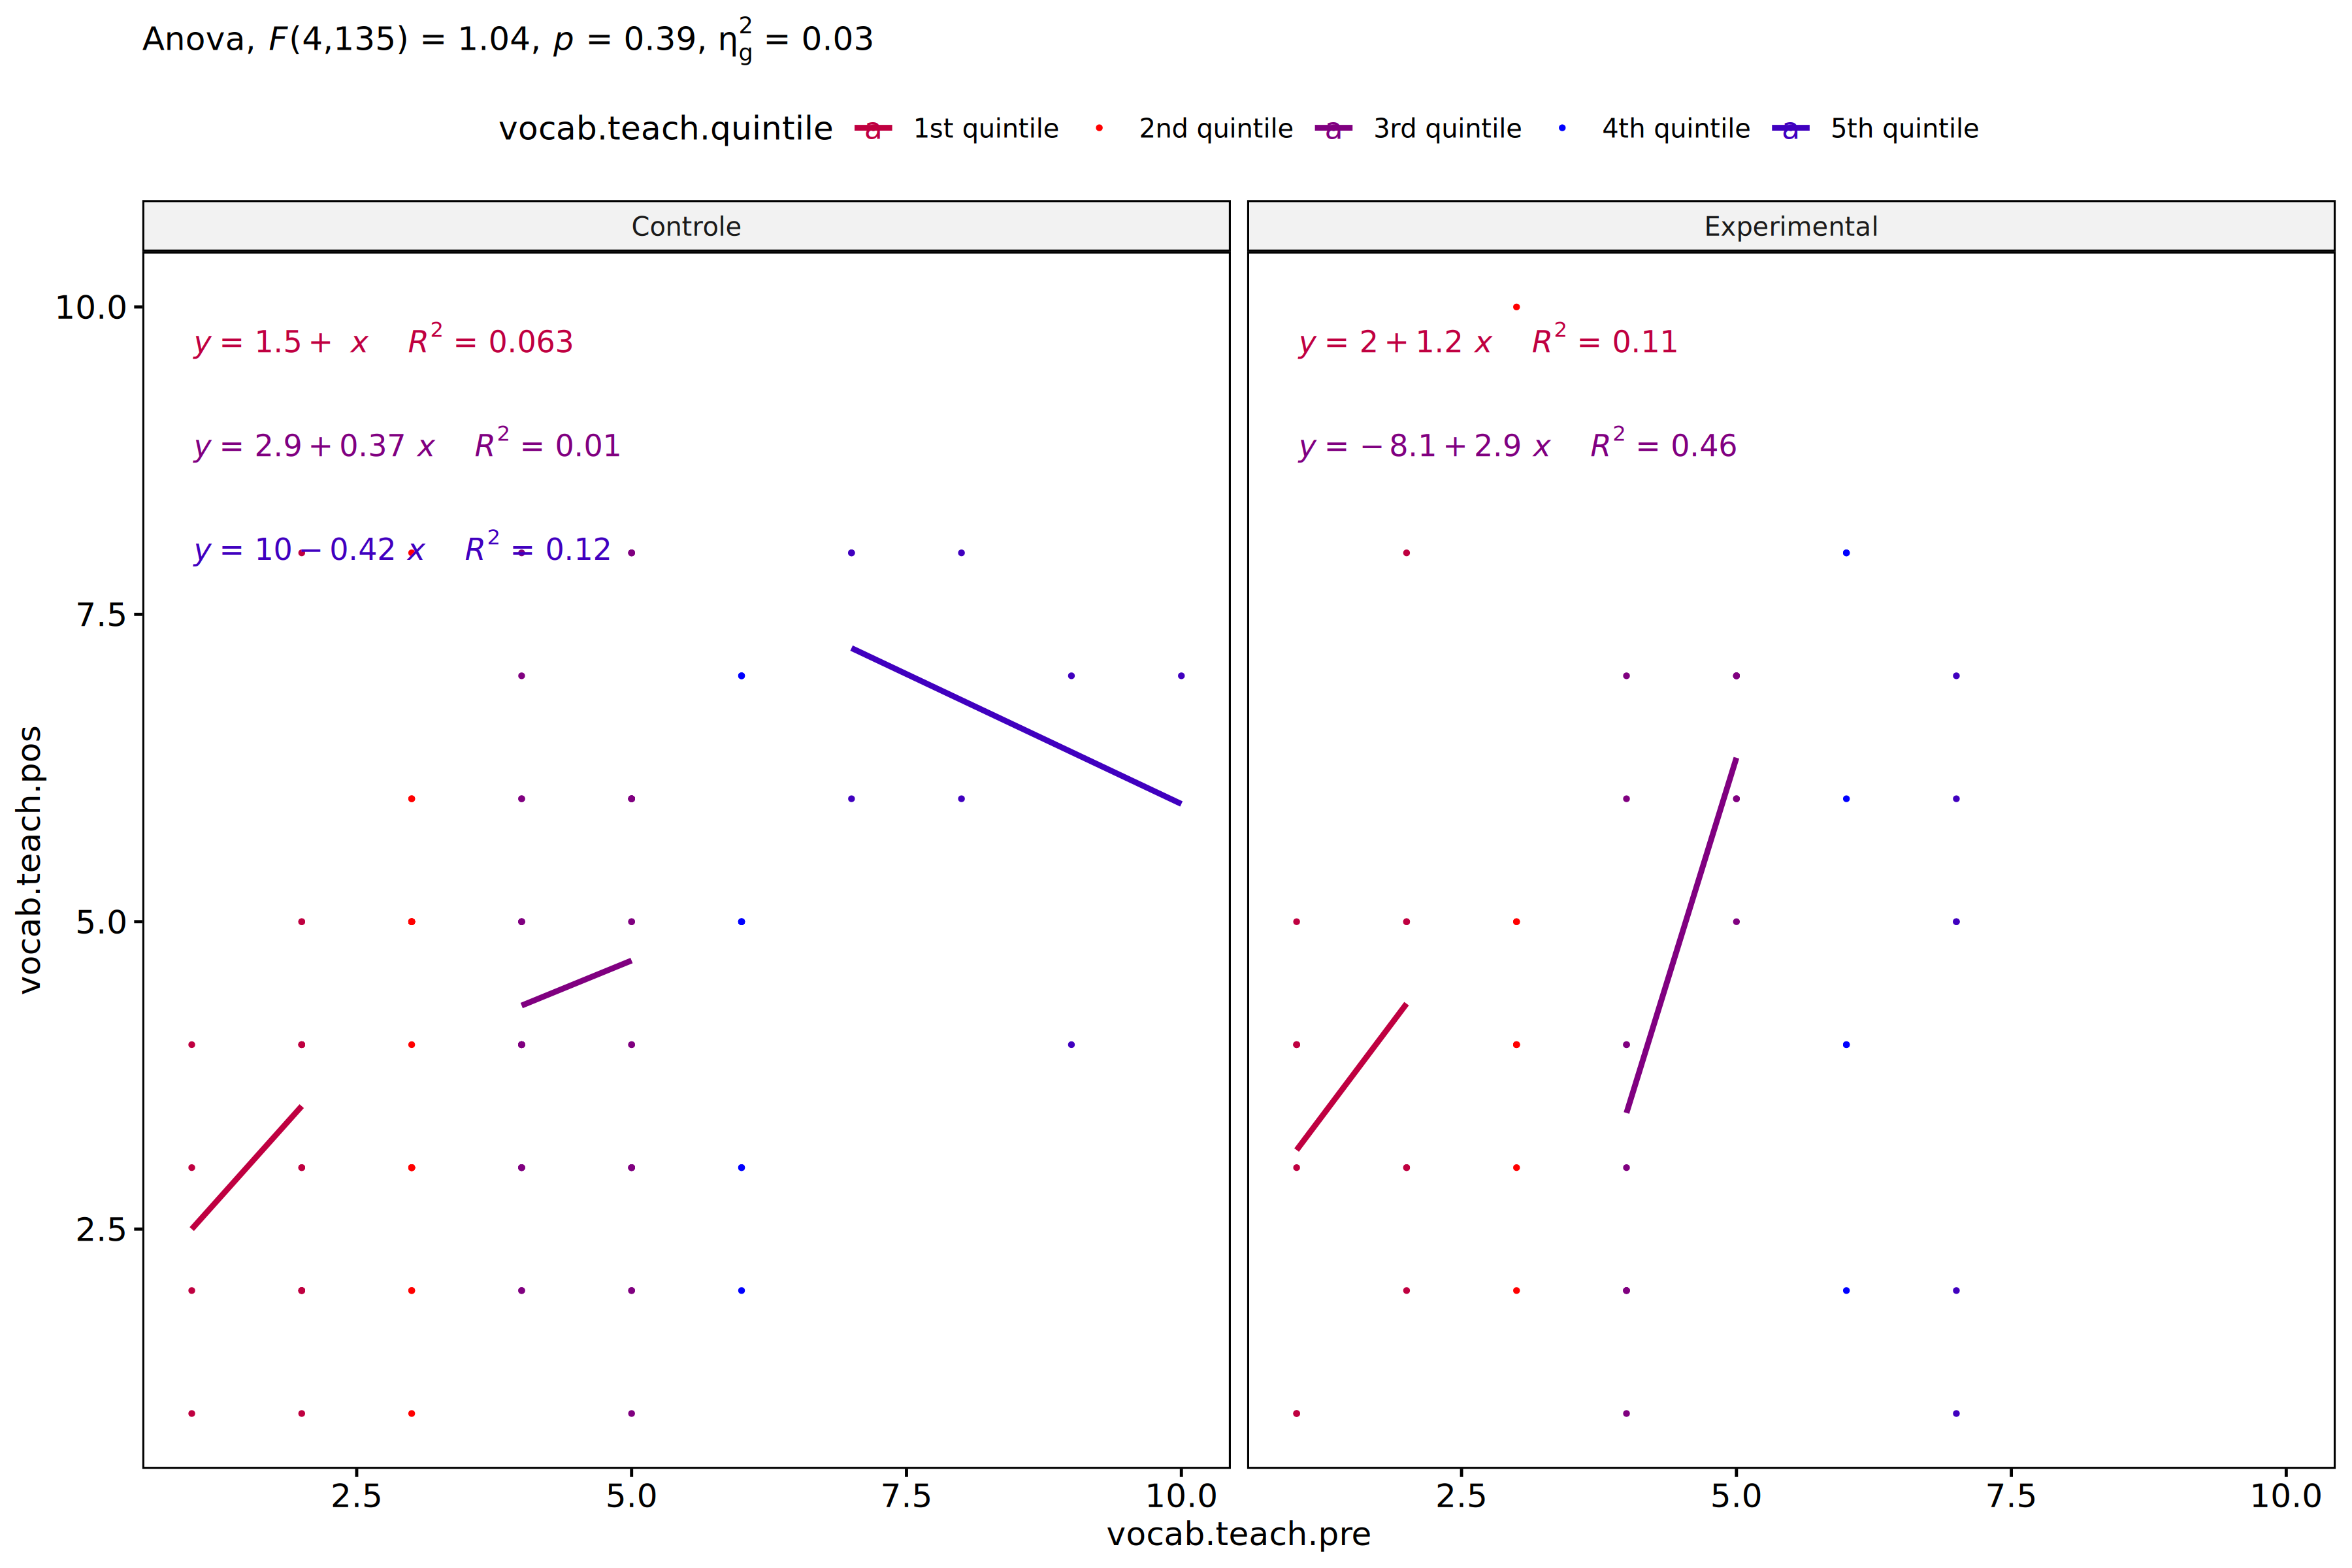 Anova, F(4,135) = 1.04, p = 0.39, η²g = 0.03
vocab.teach.quintile a 1st quintile 2nd quintile a 3rd quintile 4th quintile a 5th quintile
Controle
Experimental
y = 1.5 + x R² = 0.063
y = 2.9 + 0.37 x R² = 0.01
y = 10 − 0.42 x R² = 0.12
y = 2 + 1.2 x R² = 0.11
y = − 8.1 + 2.9 x R² = 0.46
10.0
7.5
5.0
2.5
vocab.teach.pos
2.5 5.0 7.5 10.0
2.5 5.0 7.5 10.0
vocab.teach.pre